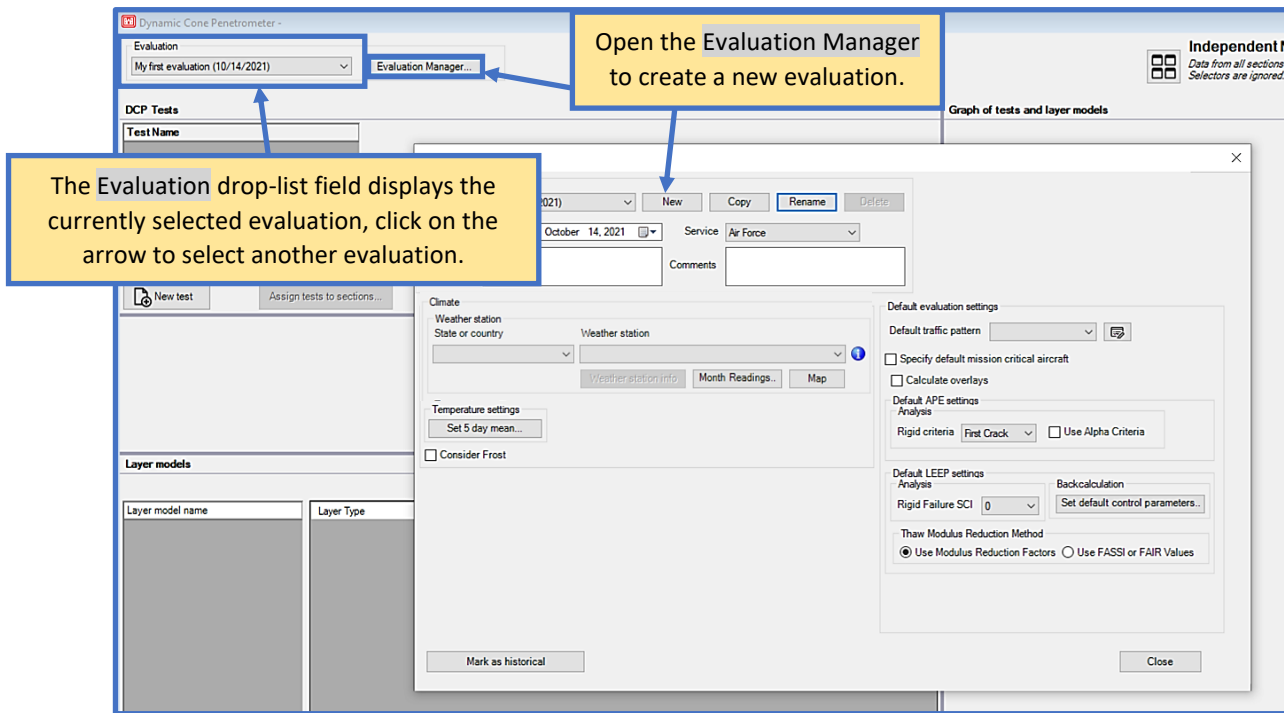 Dynamic Cone Penetrometer -
Evaluation
My first evaluation (10/14/2021)
Evaluation Manager...
Open the Evaluation Manager
to create a new evaluation.
Independent
Data from all sections
Selectors are ignored.
DCP Tests
Graph of tests and layer models
Test Name
The Evaluation drop-list field displays the
currently selected evaluation, click on the
arrow to select another evaluation.
2021)
New
Copy
Rename
Delete
October 14, 2021
Service
Air Force
Comments
New test
Assign tests to sections...
Climate
Weather station
State or country
Weather station
Weather station info
Month Readings..
Map
Temperature settings
Set 5 day mean...
Consider Frost
Default evaluation settings
Default traffic pattern
Specify default mission critical aircraft
Calculate overlays
Default APE settings
Analysis
Rigid criteria
First Crack
Use Alpha Criteria
Default LEEP settings
Analysis
Rigid Failure SCI
0
Backcalculation
Set default control parameters..
Thaw Modulus Reduction Method
Use Modulus Reduction Factors
Use FASSI or FAIR Values
Layer models
Layer model name
Layer Type
Mark as historical
Close